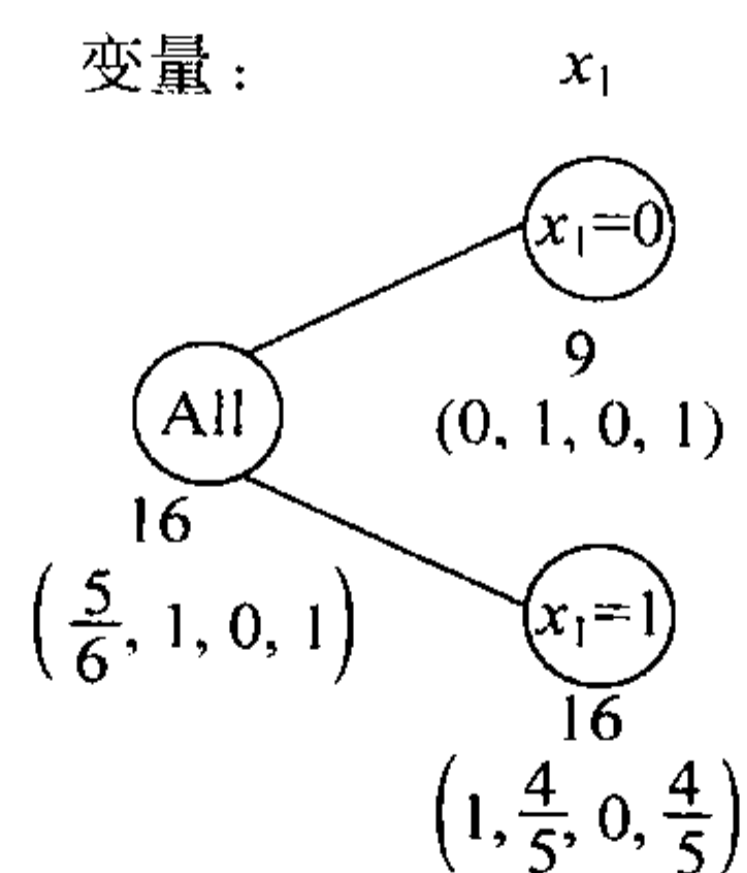 变量： x₁
x₁=0
9
(0, 1, 0, 1)
All
16
(5/6, 1, 0, 1)
x₁=1
16
(1, 4/5, 0, 4/5)